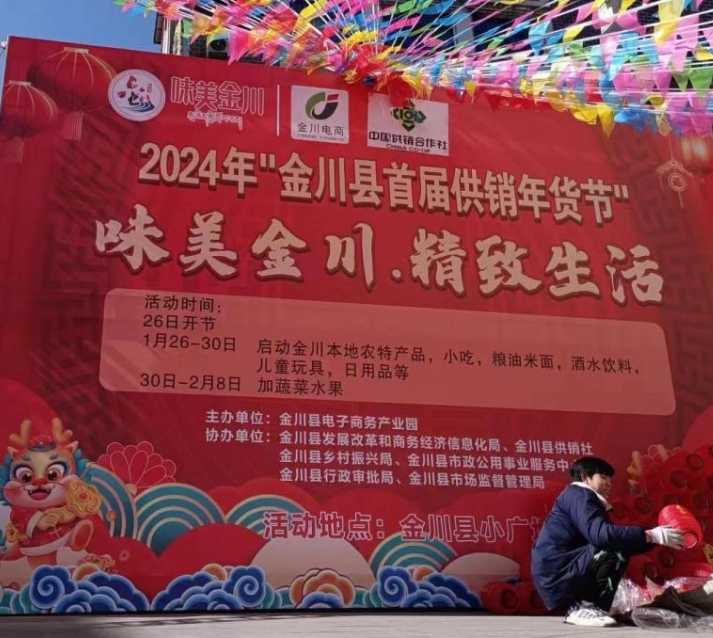 味美金川
金川电商
中国供销合作社
CHINA CO-OP
2024年"金川县首届供销年货节"
味美金川.精致生活
活动时间：
26日开节
1月26-30日 启动金川本地农特产品，小吃，粮油米面，酒水饮料，
儿童玩具，日用品等
30日-2月8日 加蔬菜水果
主办单位：金川县电子商务产业园
协办单位：金川县发展改革和商务经济信息化局、金川县供销社
金川县乡村振兴局、金川县市政公用事业服务中
金川县行政审批局、金川县市场监督管理局
活动地点：金川县小广